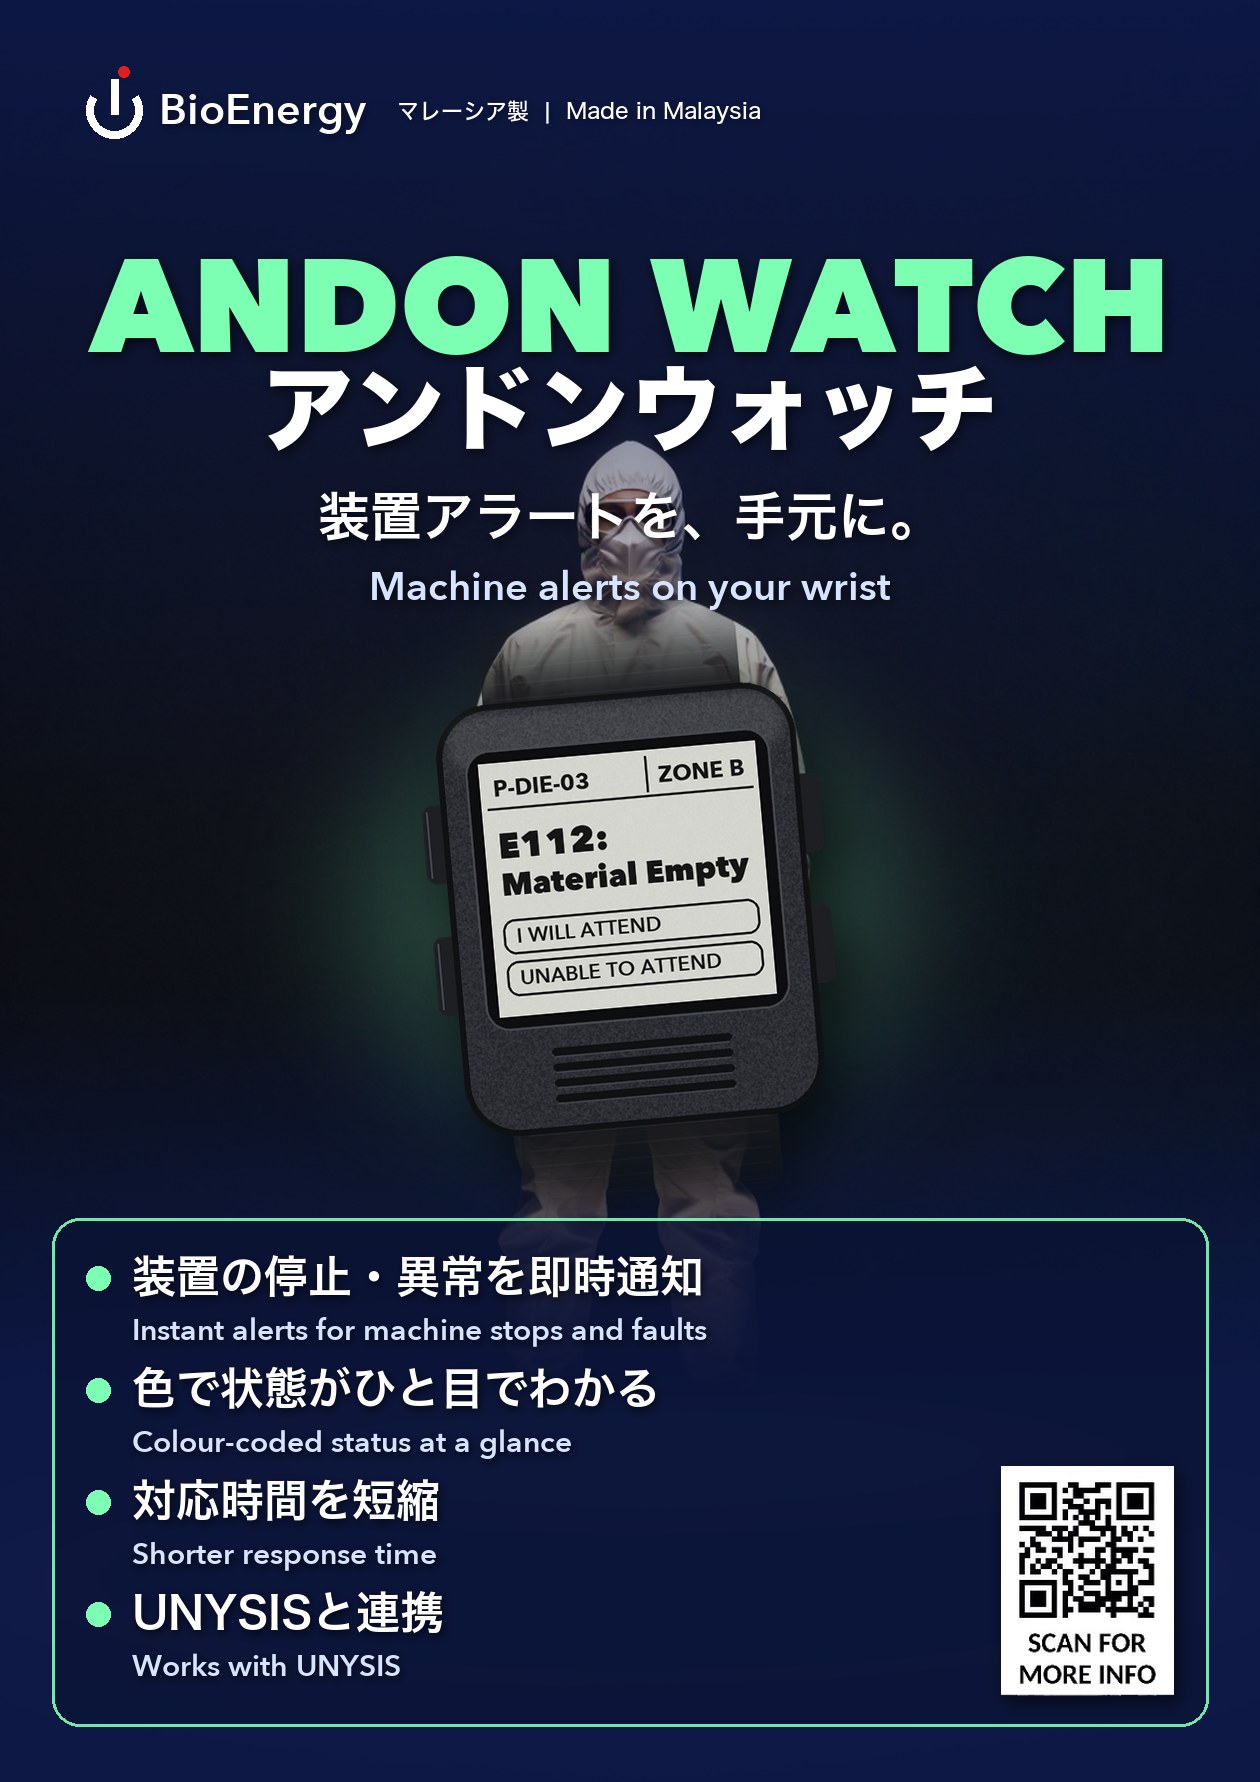 BioEnergy マレーシア製 | Made in Malaysia
ANDON WATCH
アンドンウォッチ
装置アラートを、手元に。
Machine alerts on your wrist
P-DIE-03 ZONE B
E112:
Material Empty
I WILL ATTEND
UNABLE TO ATTEND
装置の停止・異常を即時通知
Instant alerts for machine stops and faults
色で状態がひと目でわかる
Colour-coded status at a glance
対応時間を短縮
Shorter response time
UNYSISと連携
Works with UNYSIS
SCAN FOR
MORE INFO